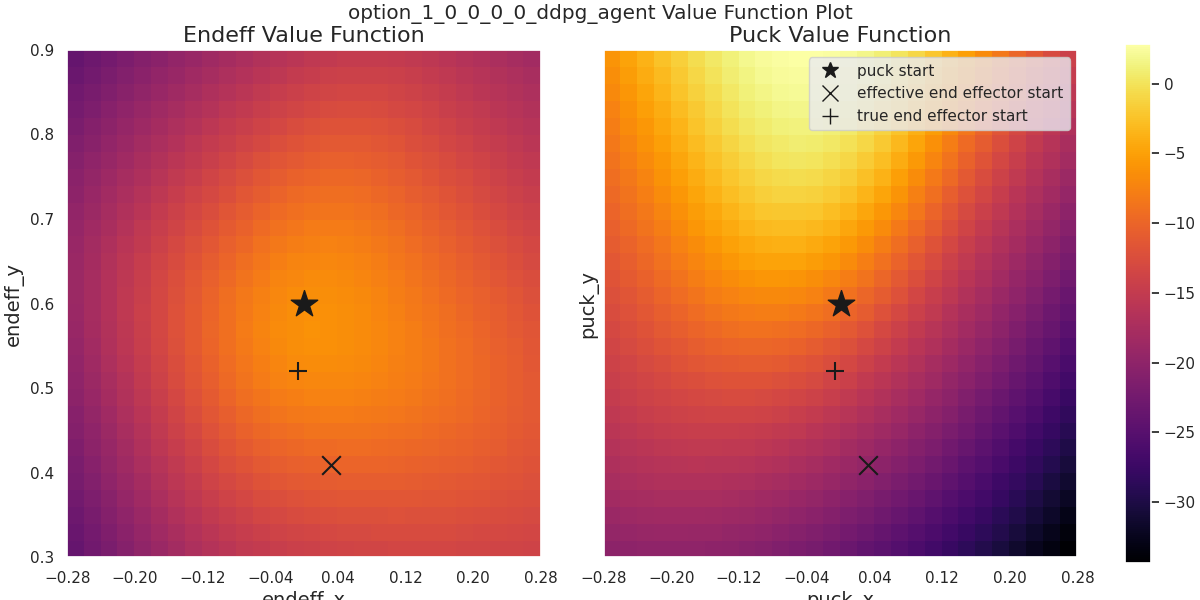 option_1_0_0_0_0_ddpg_agent Value Function Plot
Endeff Value Function
Puck Value Function
0.9
0.8
0.7
0.6
0.5
0.4
0.3
endeff_y
−0.28 −0.20 −0.12 −0.04 0.04 0.12 0.20 0.28
endeff_x
puck_y
puck start
effective end effector start
true end effector start
−0.28 −0.20 −0.12 −0.04 0.04 0.12 0.20 0.28
puck_x
0
−5
−10
−15
−20
−25
−30